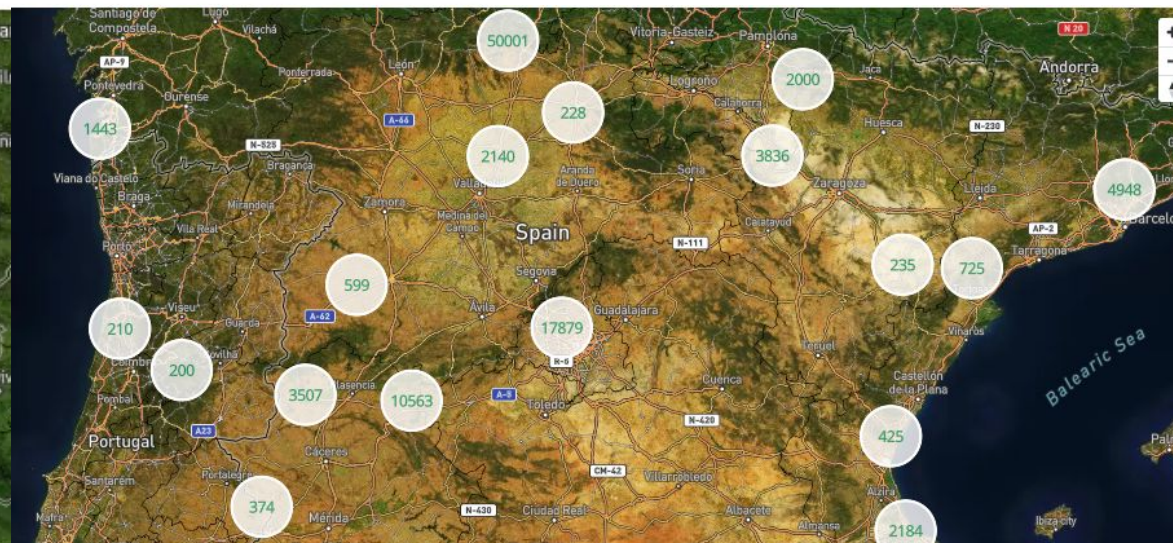 Santiago de
Compostela
Lugo
Vilachá
50001
Vitoria-Gasteiz
Pamplona
N 20
AP-9
León
Ponferrada
2000
Jaca
Andorra
Pontevedra
Ourense
Logroño
Calahorra
1443
A-66
228
Huesca
N-230
N-525
2140
3836
Bragança
Viana do Castelo
Aranda
de Duero
Soria
Zaragoza
Lleida
4948
Braga
Mirandela
Zamora
Vila Real
Medina del
Campo
Spain
Calatayud
AP-2
Porto
N-111
Tarragona
235
725
Segovia
599
Viseu
Guarda
A-62
Ávila
Guadalajara
210
17879
Vinaròs
Teruel
R-5
200
Cuenca
Castellón
de la Plana
Balearic Sea
3507
10563
A-5
Toledo
Pombal
Portugal
A23
N-420
425
Cáceres
CM-42
Villarrobledo
Portalegre
Santarém
374
Alzira
N-430
Ciudad Real
Albacete
Mérida
Almansa
2184
Mafra
Ibiza city